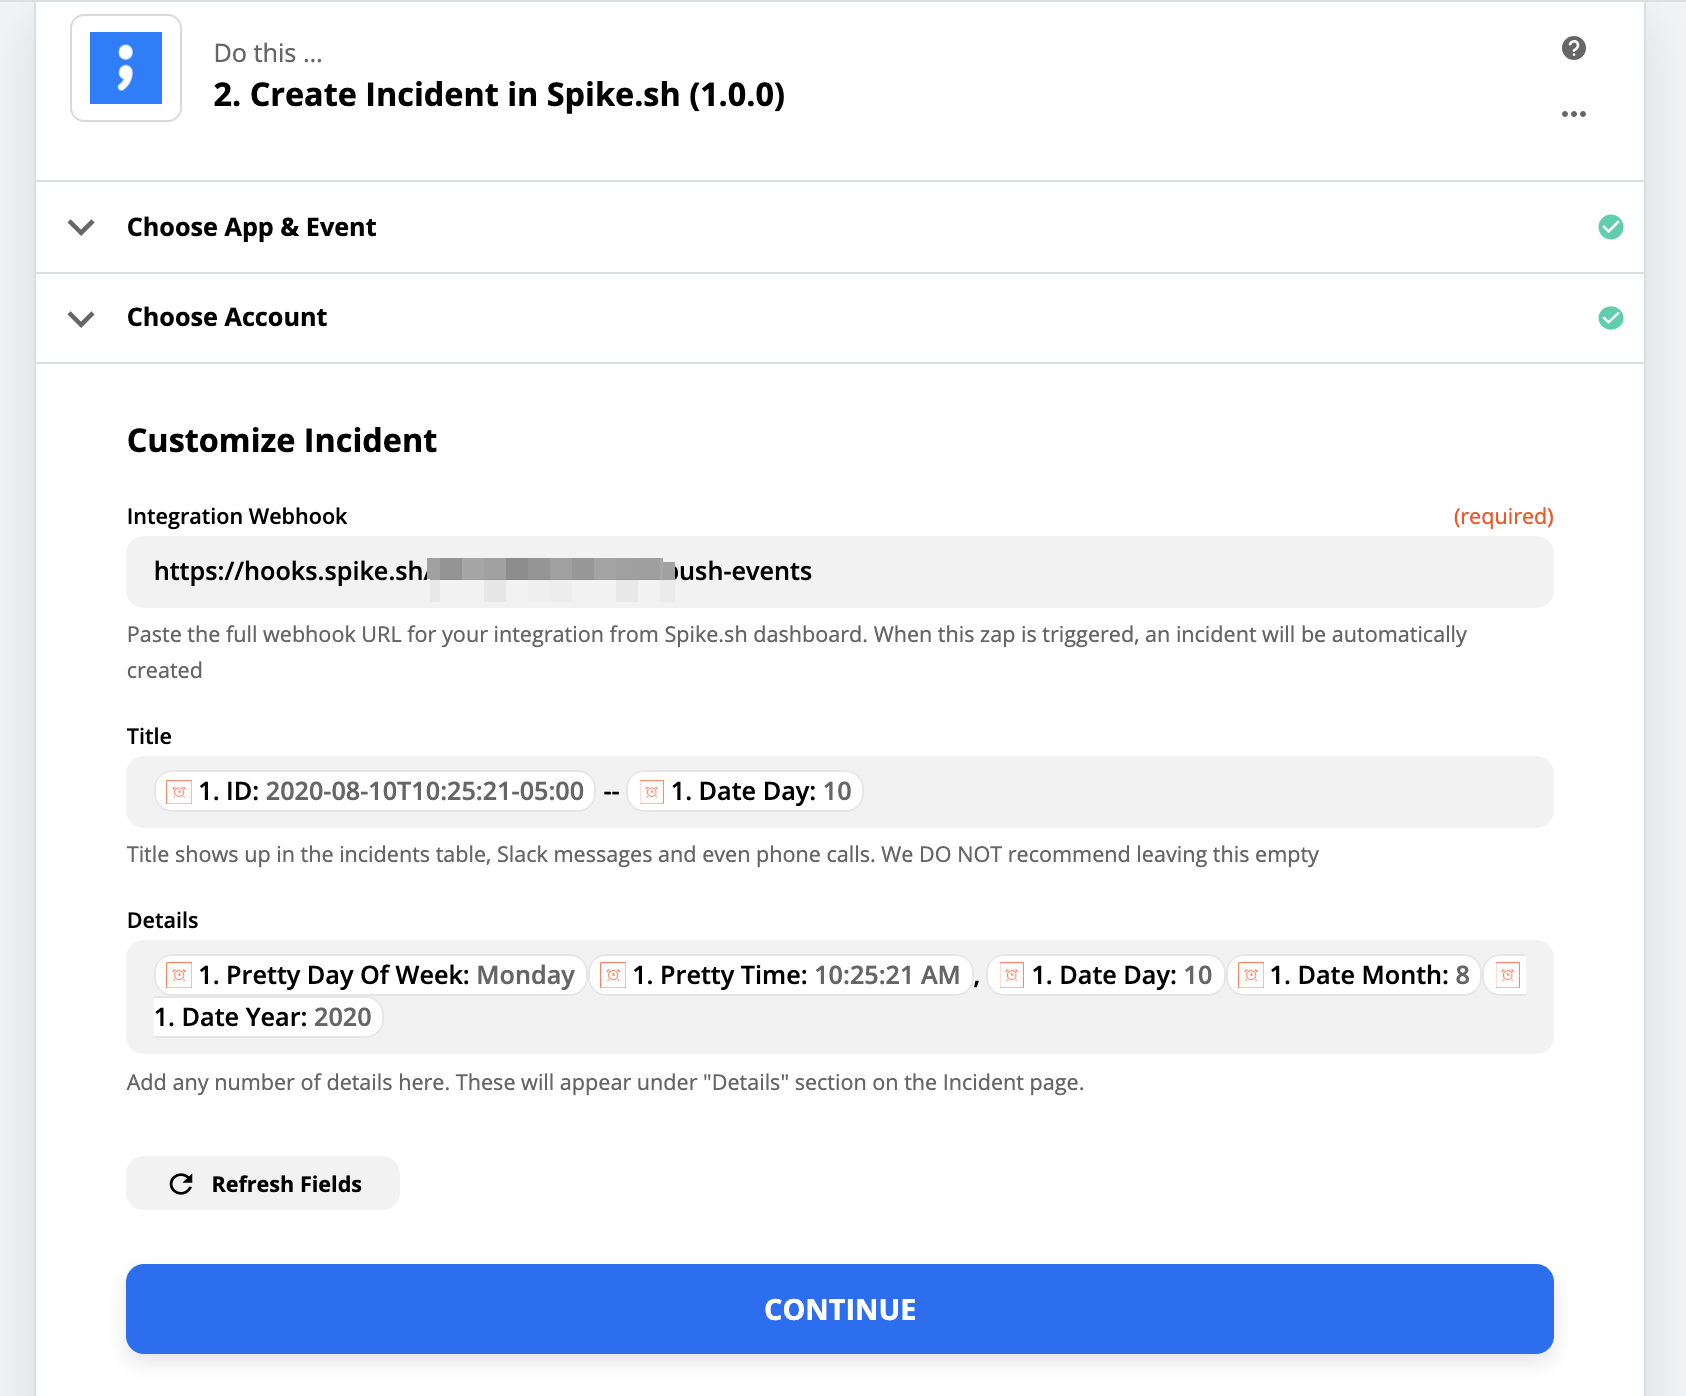 Do this ...
2. Create Incident in Spike.sh (1.0.0)
Choose App & Event
Choose Account
Customize Incident
Integration Webhook (required)
https://hooks.spike.sh/ push-events
Paste the full webhook URL for your integration from Spike.sh dashboard. When this zap is triggered, an incident will be automatically
created
Title
1. ID: 2020-08-10T10:25:21-05:00 -- 1. Date Day: 10
Title shows up in the incidents table, Slack messages and even phone calls. We DO NOT recommend leaving this empty
Details
1. Pretty Day Of Week: Monday 1. Pretty Time: 10:25:21 AM , 1. Date Day: 10 1. Date Month: 8
1. Date Year: 2020
Add any number of details here. These will appear under "Details" section on the Incident page.
Refresh Fields
CONTINUE